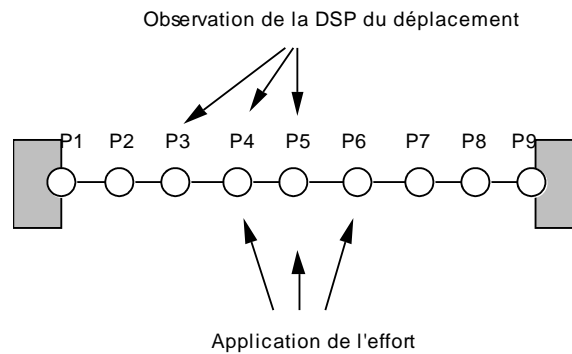 Observation de la DSP du déplacement
P1 P2 P3 P4 P5 P6 P7 P8 P9
Application de l'effort